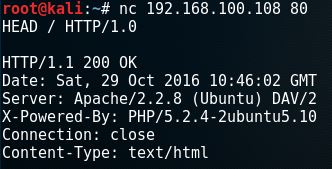 root@kali:~# nc 192.168.100.108 80
HEAD / HTTP/1.0
HTTP/1.1 200 OK
Date: Sat, 29 Oct 2016 10:46:02 GMT
Server: Apache/2.2.8 (Ubuntu) DAV/2
X-Powered-By: PHP/5.2.4-2ubuntu5.10
Connection: close
Content-Type: text/html